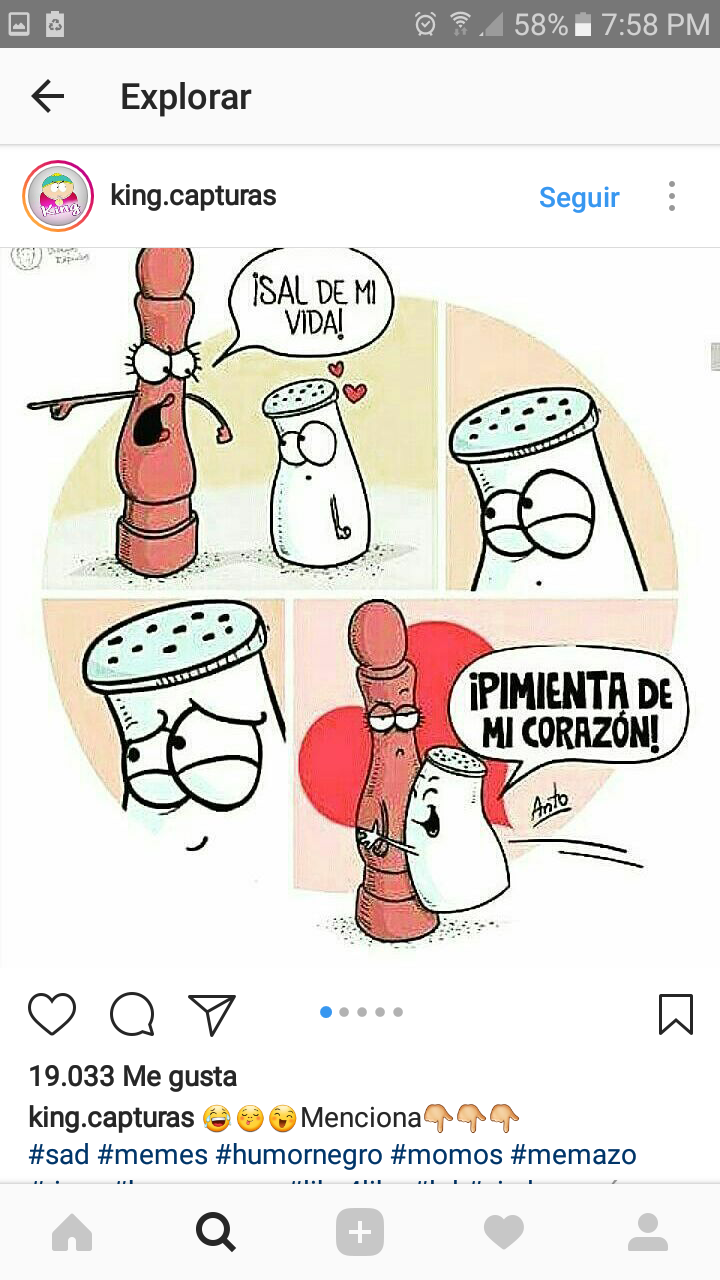 58% 7:58 PM
Explorar
king.capturas
Seguir
King
¡SAL DE MI
VIDA!
¡PIMIENTA DE
MI CORAZÓN!
Anto
19.033 Me gusta
king.capturas 😂😌😄Menciona👇👇👇
#sad #memes #humornegro #momos #memazo